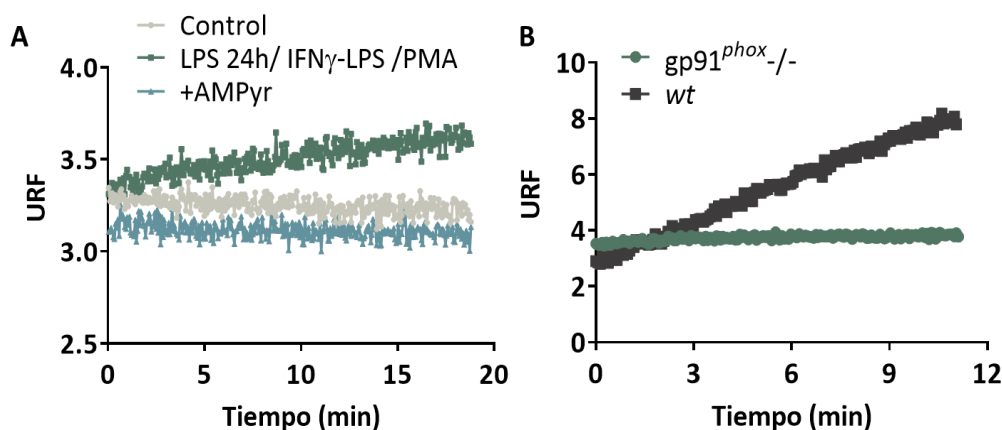 A
Control
LPS 24h/ IFNγ-LPS /PMA
+AMPyr
4.0
3.5
3.0
2.5
URF
0
5
10
15
20
Tiempo (min)
B
gp91phox-/-
wt
10
8
6
4
2
0
URF
0
3
6
9
12
Tiempo (min)